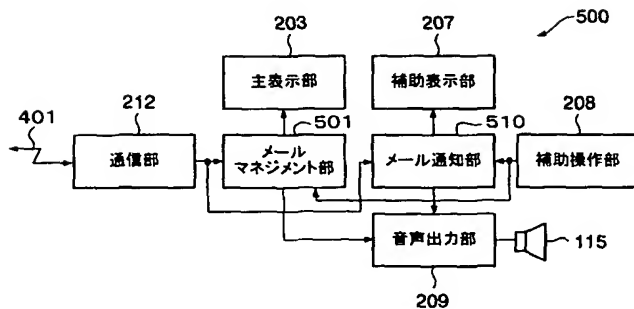 203
207
500
主表示部
補助表示部
212
501
510
208
401
通信部
メール
マネジメント部
メール通知部
補助操作部
音声出力部
115
209